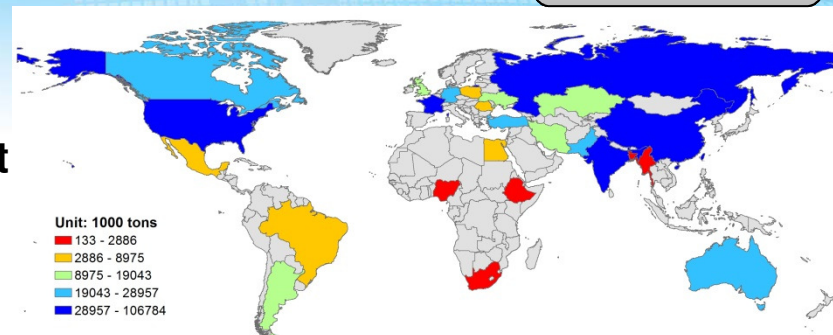 t
Unit: 1000 tons
133 - 2886
2886 - 8975
8975 - 19043
19043 - 28957
28957 - 106784